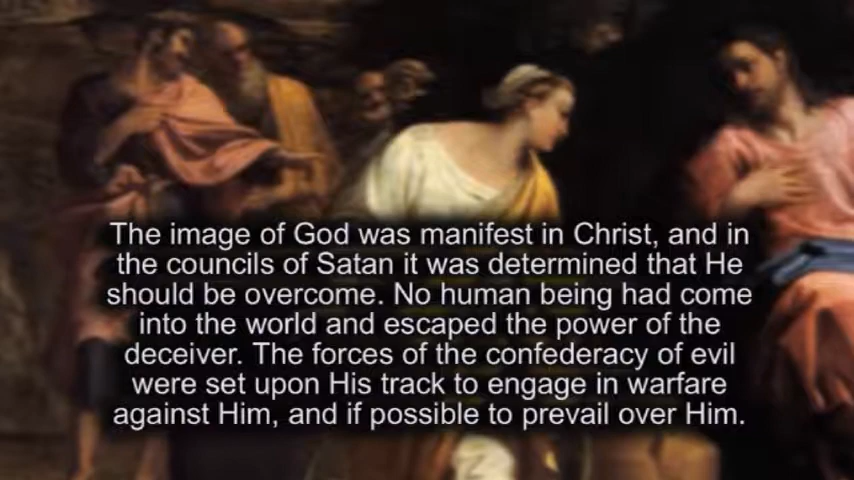 The image of God was manifest in Christ, and in
the councils of Satan it was determined that He
should be overcome. No human being had come
into the world and escaped the power of the
deceiver. The forces of the confederacy of evil
were set upon His track to engage in warfare
against Him, and if possible to prevail over Him.